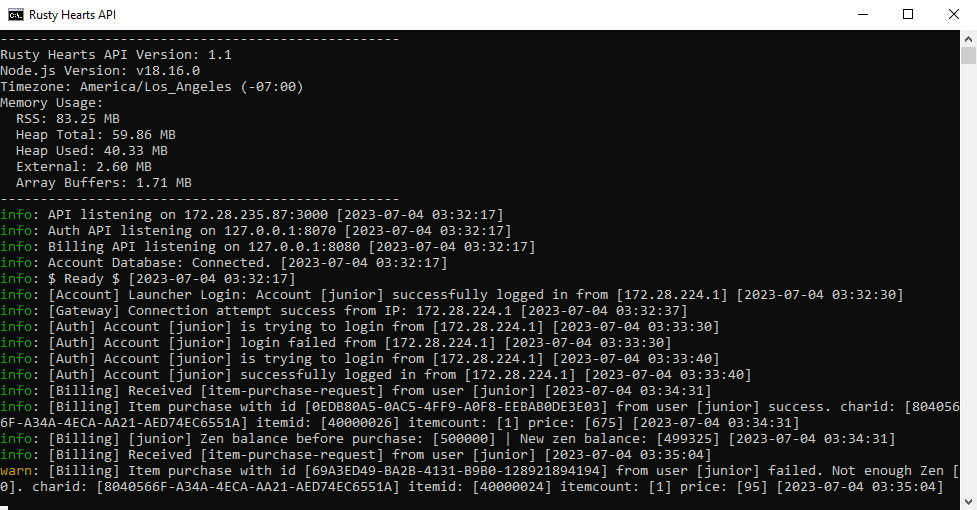 Rusty Hearts API
--------------------------------------------------
Rusty Hearts API Version: 1.1
Node.js Version: v18.16.0
Timezone: America/Los_Angeles (-07:00)
Memory Usage:
  RSS: 83.25 MB
  Heap Total: 59.86 MB
  Heap Used: 40.33 MB
  External: 2.60 MB
  Array Buffers: 1.71 MB
--------------------------------------------------
info: API listening on 172.28.235.87:3000 [2023-07-04 03:32:17]
info: Auth API listening on 127.0.0.1:8070 [2023-07-04 03:32:17]
info: Billing API listening on 127.0.0.1:8080 [2023-07-04 03:32:17]
info: Account Database: Connected. [2023-07-04 03:32:17]
info: $ Ready $ [2023-07-04 03:32:17]
info: [Account] Launcher Login: Account [junior] successfully logged in from [172.28.224.1] [2023-07-04 03:32:30]
info: [Gateway] Connection attempt success from IP: 172.28.224.1 [2023-07-04 03:32:37]
info: [Auth] Account [junior] is trying to login from [172.28.224.1] [2023-07-04 03:33:30]
info: [Auth] Account [junior] login failed from [172.28.224.1] [2023-07-04 03:33:30]
info: [Auth] Account [junior] is trying to login from [172.28.224.1] [2023-07-04 03:33:40]
info: [Auth] Account [junior] successfully logged in from [172.28.224.1] [2023-07-04 03:33:40]
info: [Billing] Received [item-purchase-request] from user [junior] [2023-07-04 03:34:31]
info: [Billing] Item purchase with id [0EDB80A5-0AC5-4FF9-A0F8-EEBAB0DE3E03] from user [junior] success. charid: [804056
6F-A34A-4ECA-AA21-AED74EC6551A] itemid: [40000026] itemcount: [1] price: [675] [2023-07-04 03:34:31]
info: [Billing] [junior] Zen balance before purchase: [500000] | New zen balance: [499325] [2023-07-04 03:34:31]
info: [Billing] Received [item-purchase-request] from user [junior] [2023-07-04 03:35:04]
warn: [Billing] Item purchase with id [69A3ED49-BA2B-4131-B9B0-128921894194] from user [junior] failed. Not enough Zen [
0]. charid: [8040566F-A34A-4ECA-AA21-AED74EC6551A] itemid: [40000024] itemcount: [1] price: [95] [2023-07-04 03:35:04]